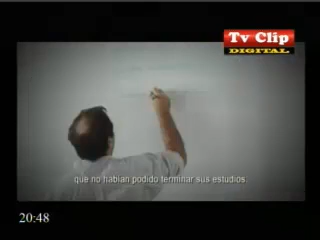 Tv Clip
DIGITAL
que no habían podido terminar sus estudios.
20:48